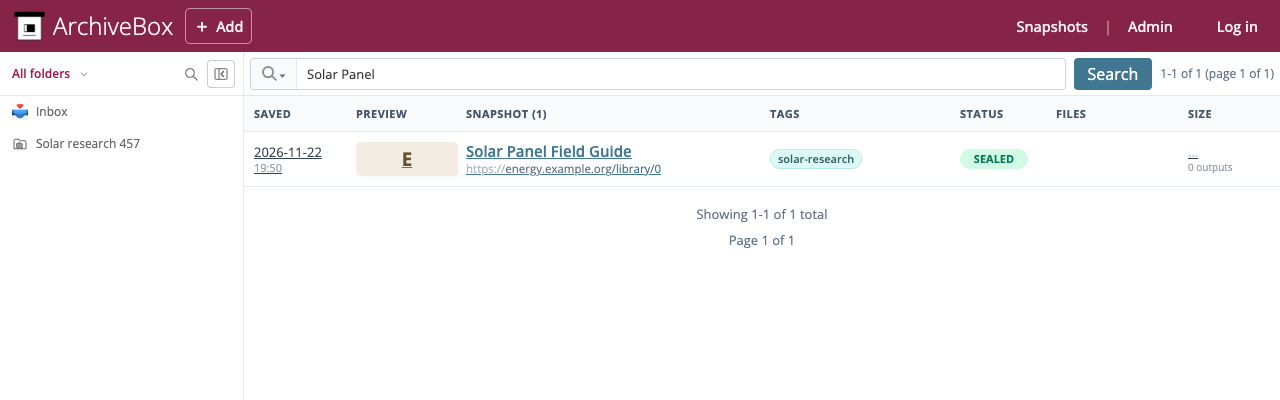 ArchiveBox
+ Add
Snapshots | Admin
Log in
All folders
Solar Panel
Search
1-1 of 1 (page 1 of 1)
Inbox
Solar research 457
SAVED PREVIEW SNAPSHOT (1) TAGS STATUS FILES SIZE
2026-11-22
19:50
E
Solar Panel Field Guide
https://energy.example.org/library/0
solar-research
SEALED
...
0 outputs
Showing 1-1 of 1 total
Page 1 of 1